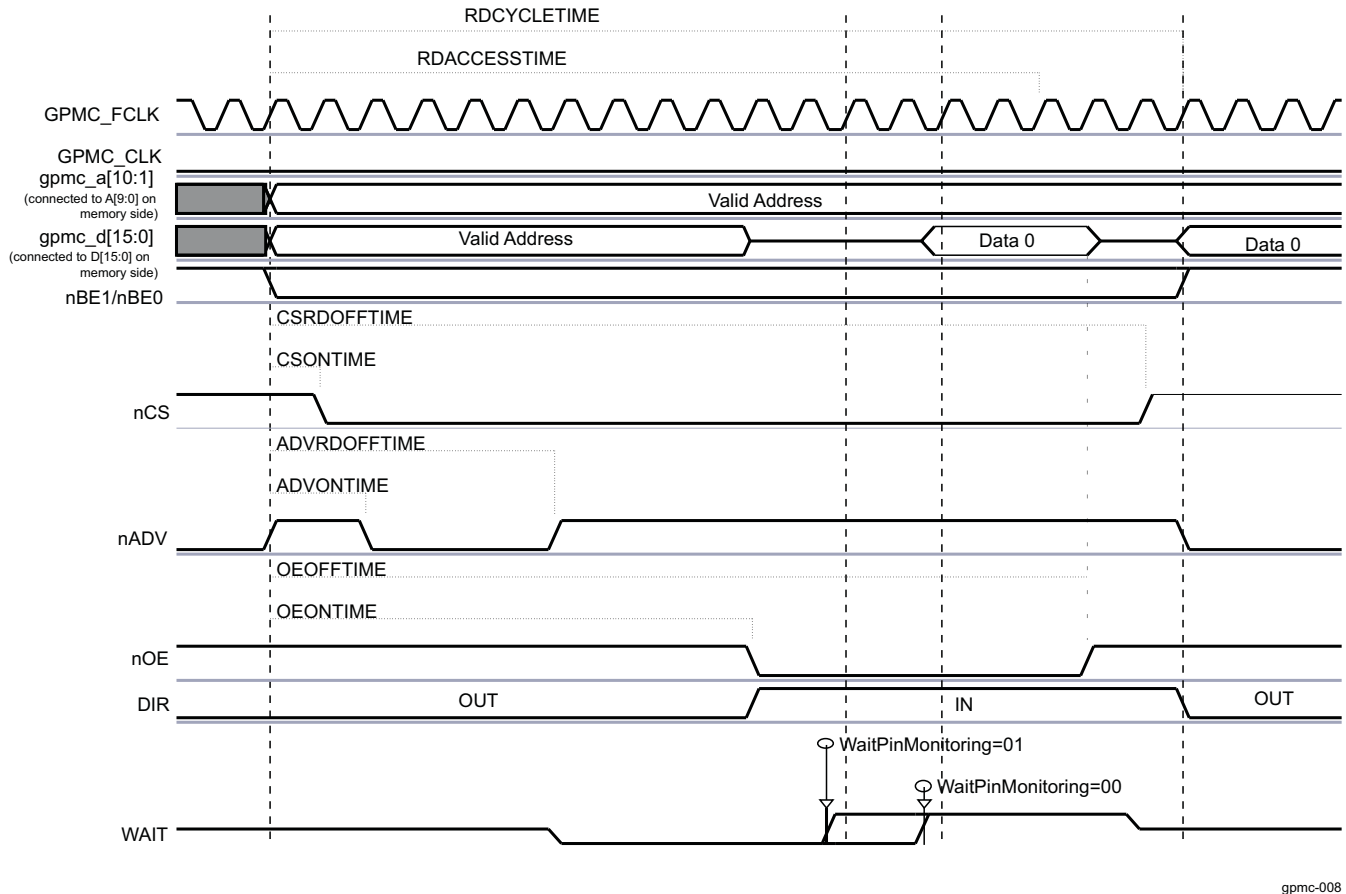 RDCYCLETIME
RDACCESSTIME
GPMC_FCLK
GPMC_CLK
gpmc_a[10:1]
(connected to A[9:0] on
memory side)
Valid Address
gpmc_d[15:0]
(connected to D[15:0] on
memory side)
Valid Address
Data 0
Data 0
nBE1/nBE0
CSRDOFFTIME
CSONTIME
nCS
ADVRDOFFTIME
ADVONTIME
nADV
OEOFFTIME
OEONTIME
nOE
DIR
OUT
IN
OUT
WaitPinMonitoring=01
WaitPinMonitoring=00
WAIT
gpmc-008